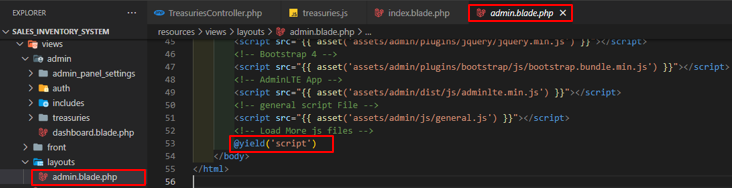 EXPLORER
...
TreasuriesController.php
treasuries.js
index.blade.php
admin.blade.php
SALES_INVENTORY_SYSTEM
views
admin
admin_panel_settings
auth
includes
treasuries
dashboard.blade.php
front
layouts
admin.blade.php
resources > views > layouts > admin.blade.php > ...
45 <script src="{{ asset('assets/admin/plugins/jquery/jquery.min.js') }}"></script>
46 <!-- Bootstrap 4 -->
47 <script src="{{ asset('assets/admin/plugins/bootstrap/js/bootstrap.bundle.min.js') }}"></script>
48 <!-- AdminLTE App -->
49 <script src="{{ asset('assets/admin/dist/js/adminlte.min.js') }}"></script>
50 <!-- general script File -->
51 <script src="{{ asset('assets/admin/js/general.js') }}"></script>
52 <!-- Load More js files -->
53 @yield('script')
54 </body>
55 </html>
56